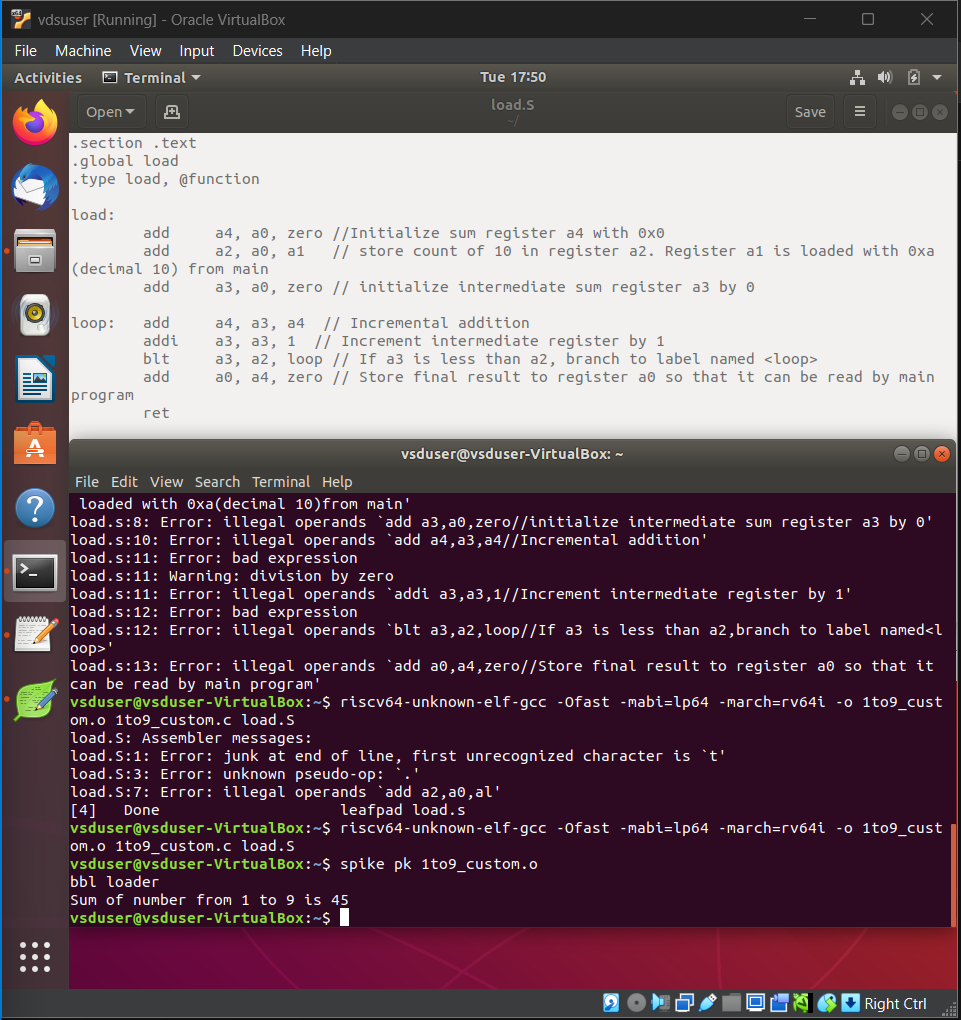 vdsuser [Running] - Oracle VirtualBox
File Machine View Input Devices Help
Activities Terminal Tue 17:50
Open load.S Save
~/
.section .text
.global load
.type load, @function
load:
add a4, a0, zero //Initialize sum register a4 with 0x0
add a2, a0, a1 // store count of 10 in register a2. Register a1 is loaded with 0xa
(decimal 10) from main
add a3, a0, zero // initialize intermediate sum register a3 by 0
loop: add a4, a3, a4 // Incremental addition
addi a3, a3, 1 // Increment intermediate register by 1
blt a3, a2, loop // If a3 is less than a2, branch to label named <loop>
add a0, a4, zero // Store final result to register a0 so that it can be read by main
program
ret
vsduser@vsduser-VirtualBox: ~
File Edit View Search Terminal Help
loaded with 0xa(decimal 10)from main'
load.s:8: Error: illegal operands `add a3,a0,zero//initialize intermediate sum register a3 by 0'
load.s:10: Error: illegal operands `add a4,a3,a4//Incremental addition'
load.s:11: Error: bad expression
load.s:11: Warning: division by zero
load.s:11: Error: illegal operands `addi a3,a3,1//Increment intermediate register by 1'
load.s:12: Error: bad expression
load.s:12: Error: illegal operands `blt a3,a2,loop//If a3 is less than a2,branch to label named<l
oop>'
load.s:13: Error: illegal operands `add a0,a4,zero//Store final result to register a0 so that it
can be read by main program'
vsduser@vsduser-VirtualBox:~$ riscv64-unknown-elf-gcc -Ofast -mabi=lp64 -march=rv64i -o 1to9_cust
om.o 1to9_custom.c load.S
load.S: Assembler messages:
load.S:1: Error: junk at end of line, first unrecognized character is `t'
load.S:3: Error: unknown pseudo-op: `.'
load.S:7: Error: illegal operands `add a2,a0,al'
[4] Done leafpad load.s
vsduser@vsduser-VirtualBox:~$ riscv64-unknown-elf-gcc -Ofast -mabi=lp64 -march=rv64i -o 1to9_cust
om.o 1to9_custom.c load.S
vsduser@vsduser-VirtualBox:~$ spike pk 1to9_custom.o
bbl loader
Sum of number from 1 to 9 is 45
vsduser@vsduser-VirtualBox:~$
Right Ctrl